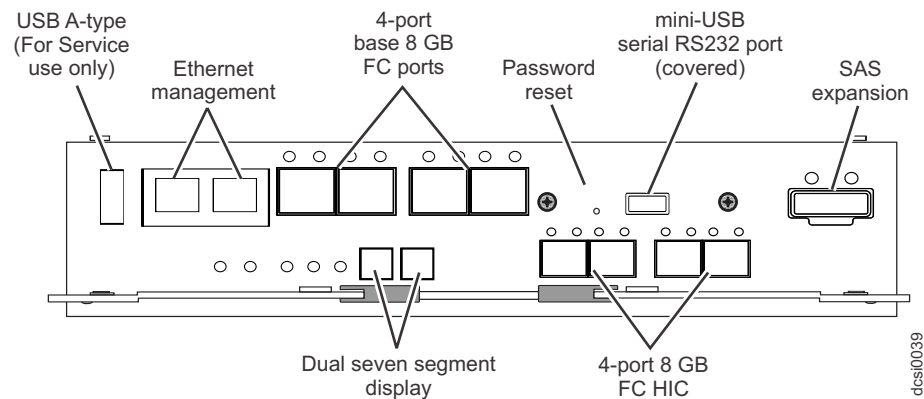 USB A-type
(For Service
use only)
Ethernet
management
4-port
base 8 GB
FC ports
Password
reset
mini-USB
serial RS232 port
(covered)
SAS
expansion
Dual seven segment
display
4-port 8 GB
FC HIC
dcsi0039